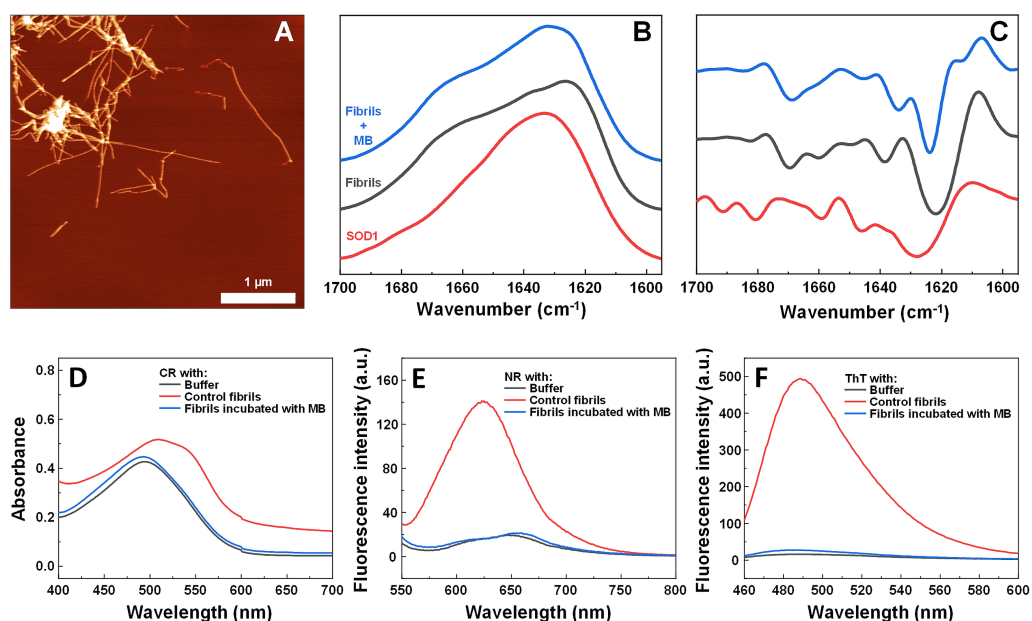 A
1 µm
B
Fibrils
+
MB
Fibrils
SOD1
1700 1680 1660 1640 1620 1600
Wavenumber (cm⁻¹)
C
1700 1680 1660 1640 1620 1600
Wavenumber (cm⁻¹)
D
CR with:
Buffer
Control fibrils
Fibrils incubated with MB
Absorbance
0.8
0.6
0.4
0.2
0.0
400 450 500 550 600 650 700
Wavelength (nm)
E
NR with:
Buffer
Control fibrils
Fibrils incubated with MB
Fluorescence intensity (a.u.)
160
120
80
40
0
550 600 650 700 750 800
Wavelength (nm)
F
ThT with:
Buffer
Control fibrils
Fibrils incubated with MB
Fluorescence intensity (a.u.)
500
400
300
200
100
0
460 480 500 520 540 560 580 600
Wavelength (nm)